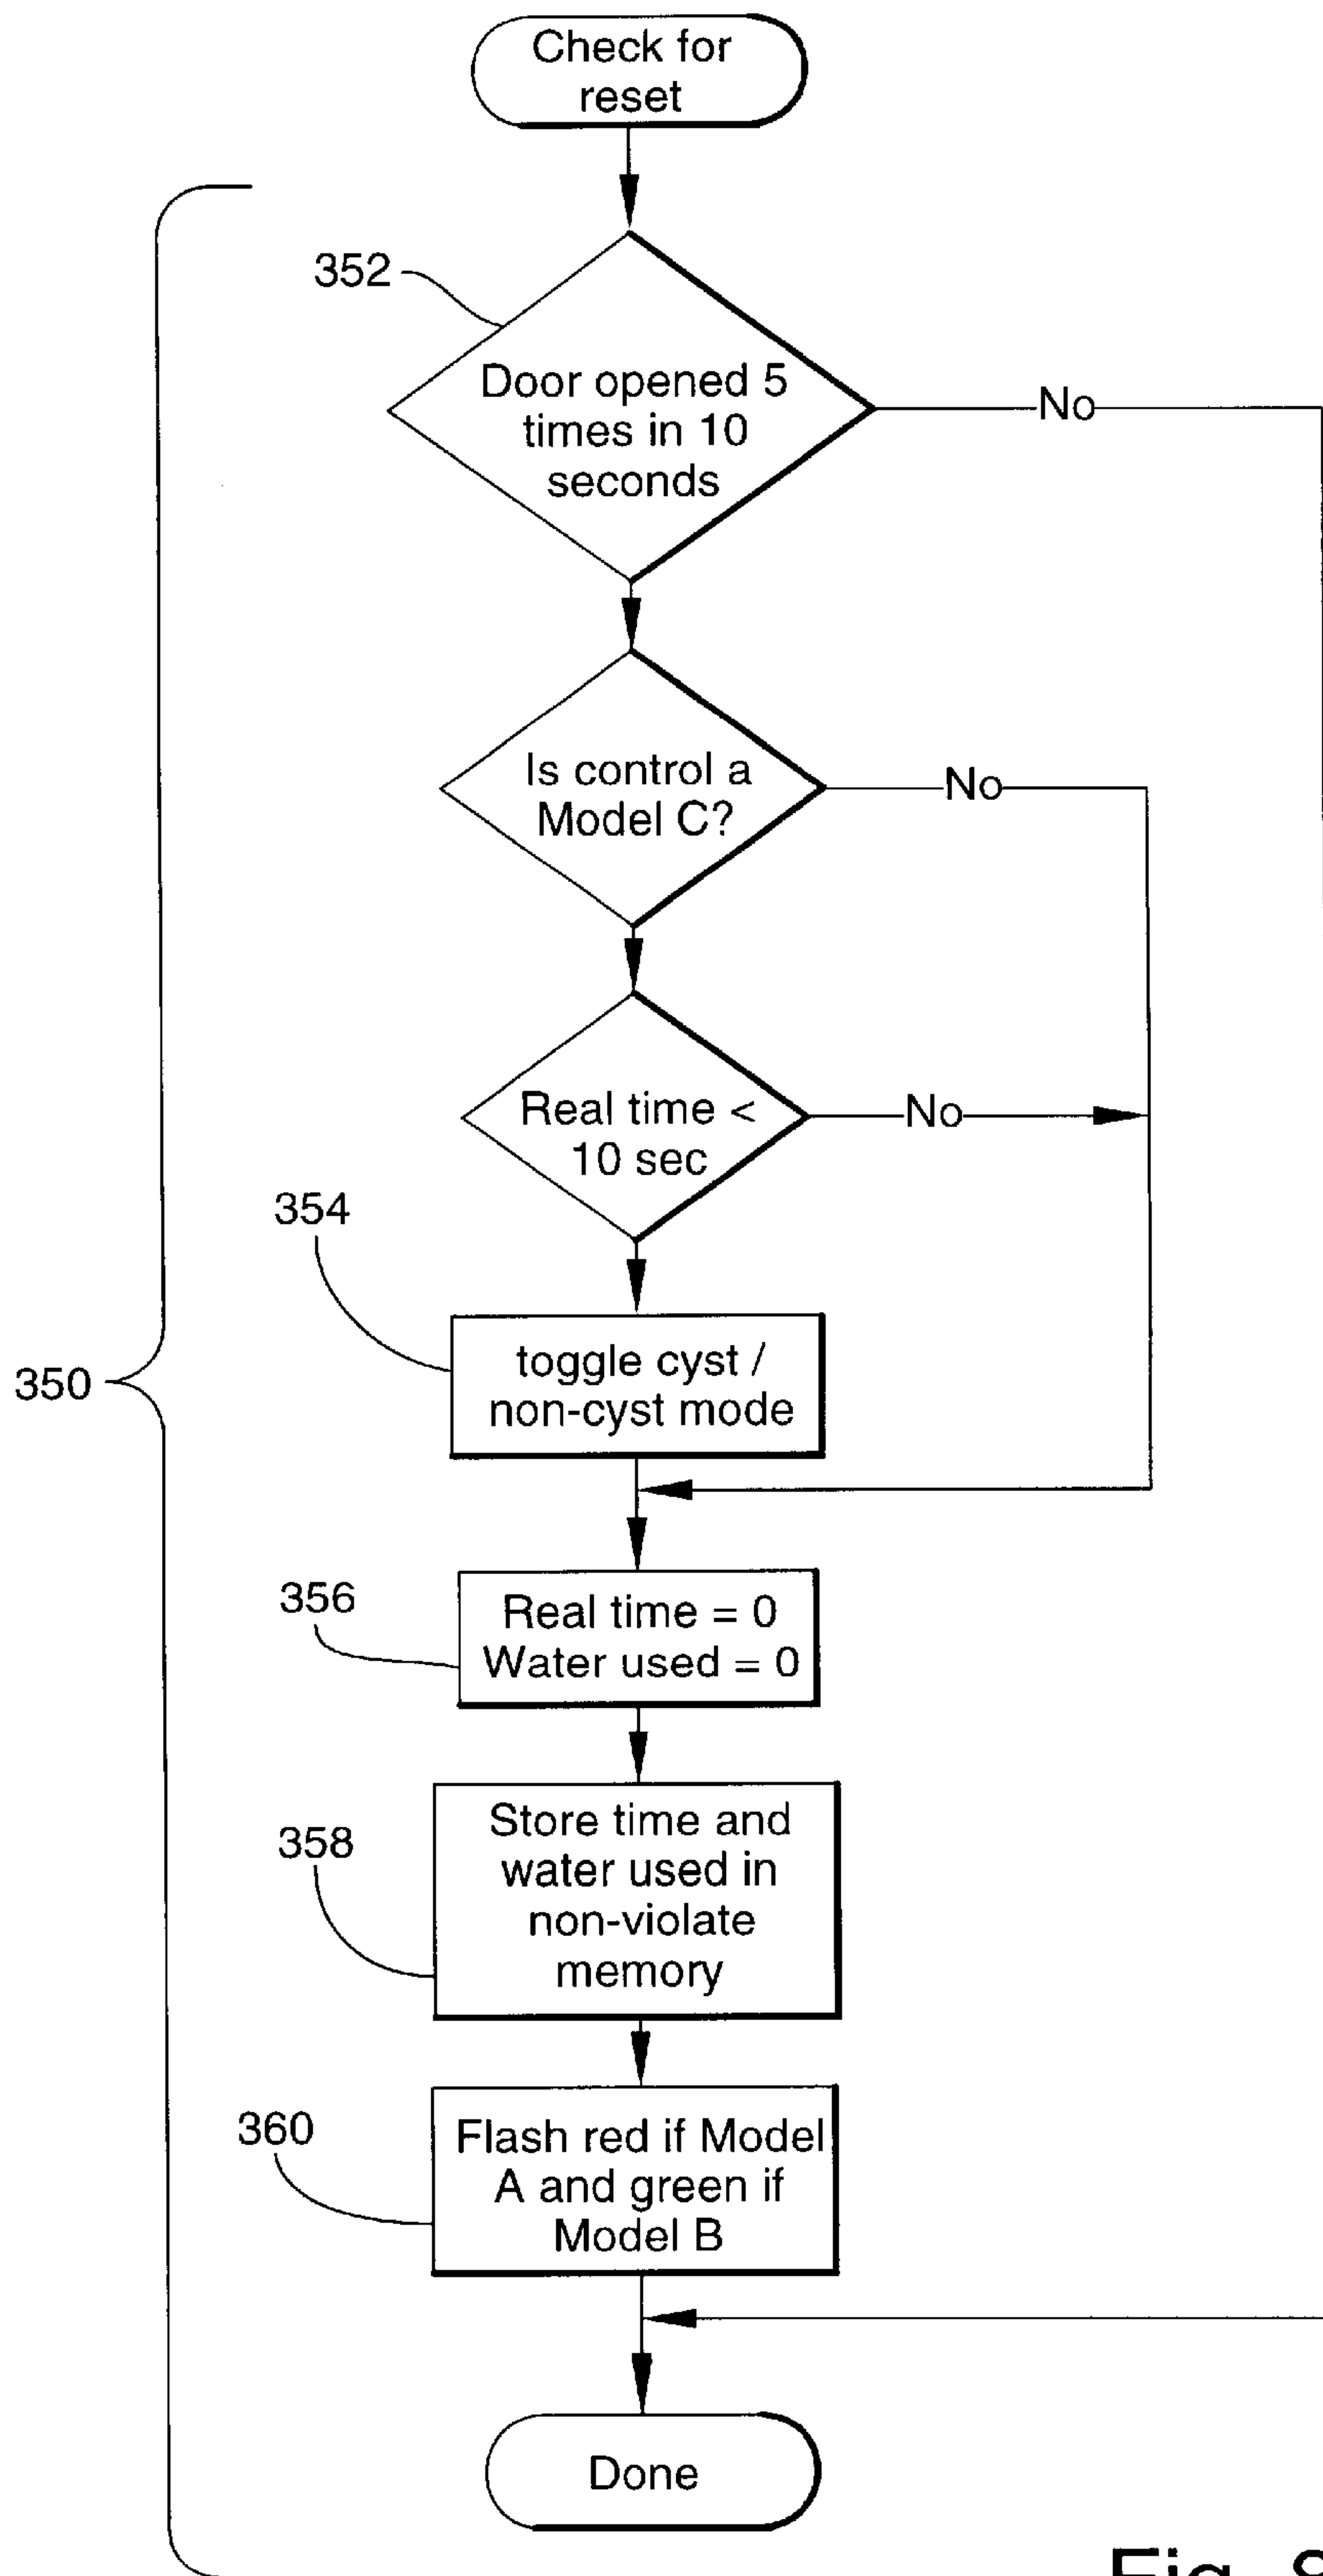 Check for
reset
352
Door opened 5
times in 10
seconds
No
Is control a
Model C?
No
Real time <
10 sec
No
354
toggle cyst /
non-cyst mode
350
356
Real time = 0
Water used = 0
358
Store time and
water used in
non-violate
memory
360
Flash red if Model
A and green if
Model B
Done
Fig.